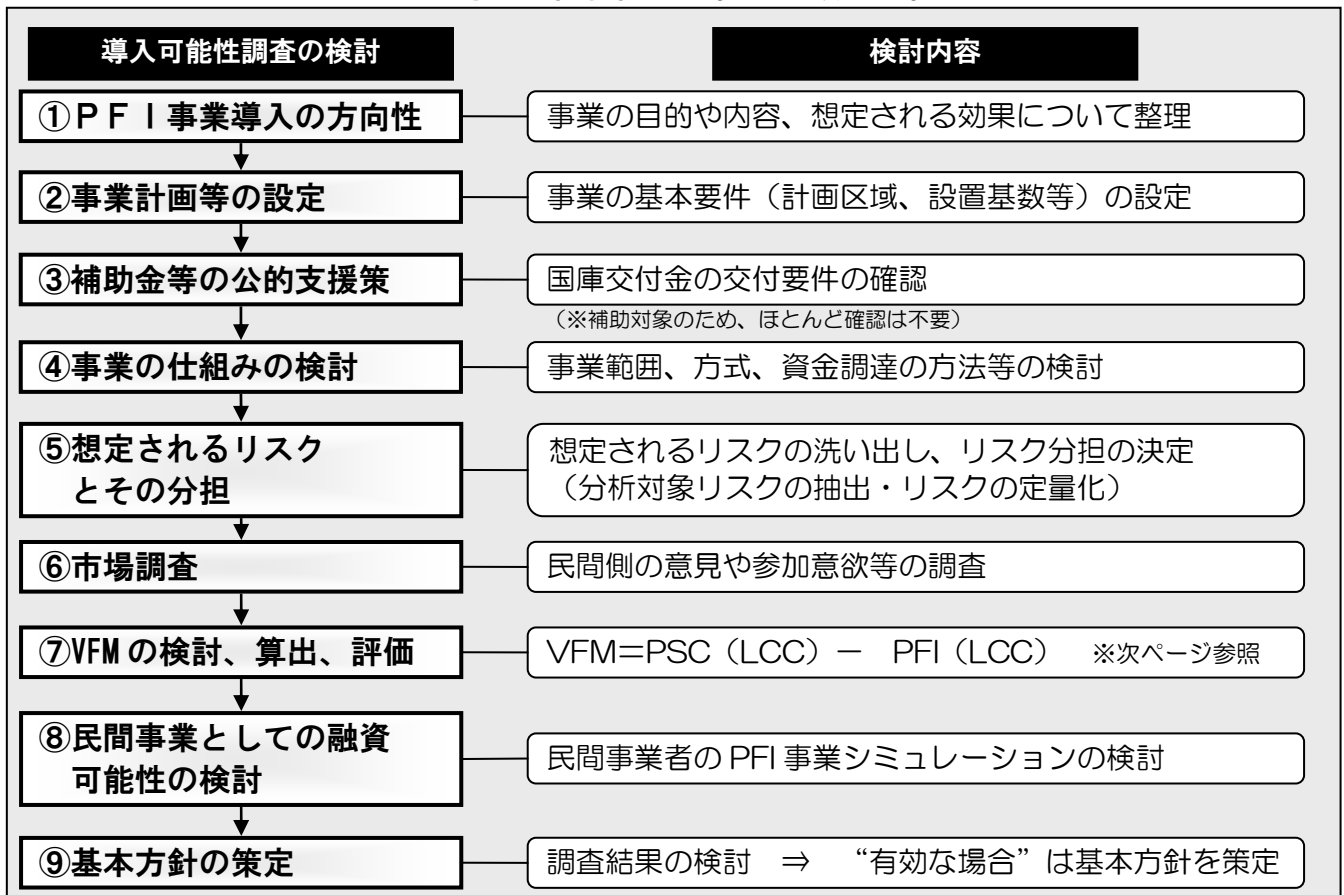 導入可能性調査の検討
検討内容
①PFI事業導入の方向性
事業の目的や内容、想定される効果について整理
②事業計画等の設定
事業の基本要件（計画区域、設置基数等）の設定
③補助金等の公的支援策
国庫交付金の交付要件の確認
（※補助対象のため、ほとんど確認は不要）
④事業の仕組みの検討
事業範囲、方式、資金調達の方法等の検討
⑤想定されるリスク
とその分担
想定されるリスクの洗い出し、リスク分担の決定
（分析対象リスクの抽出・リスクの定量化）
⑥市場調査
民間側の意見や参加意欲等の調査
⑦VFMの検討、算出、評価
VFM＝PSC（LCC）－ PFI（LCC） ※次ページ参照
⑧民間事業としての融資
可能性の検討
民間事業者のPFI事業シミュレーションの検討
⑨基本方針の策定
調査結果の検討 ⇒ “有効な場合”は基本方針を策定